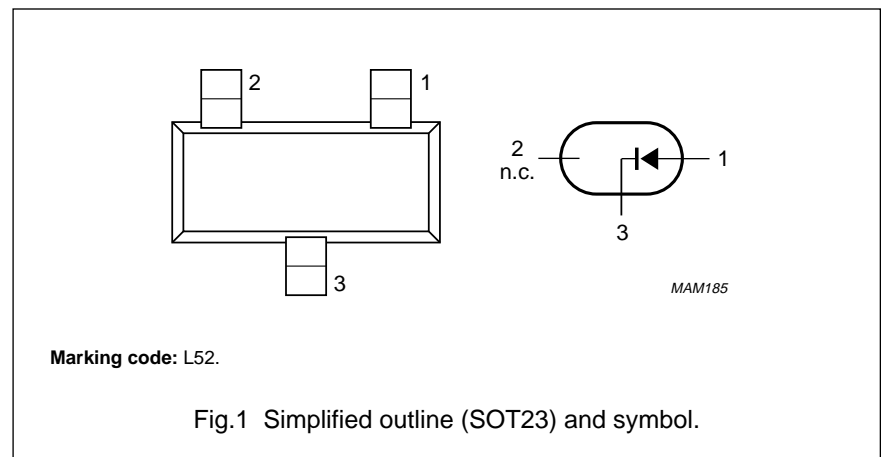 2
1
2
n.c.
1
3
3
MAM185
Marking code: L52.
Fig.1 Simplified outline (SOT23) and symbol.